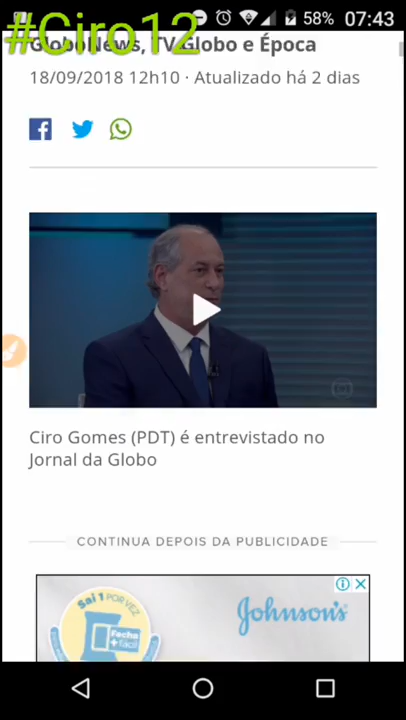 #Ciro12
58%
07:43
GloboNews, TV Globo e Época
18/09/2018 12h10 · Atualizado há 2 dias
Ciro Gomes (PDT) é entrevistado no
Jornal da Globo
CONTINUA DEPOIS DA PUBLICIDADE
Sai 1 POR VEZ
Fecha
+fácil
Johnson's